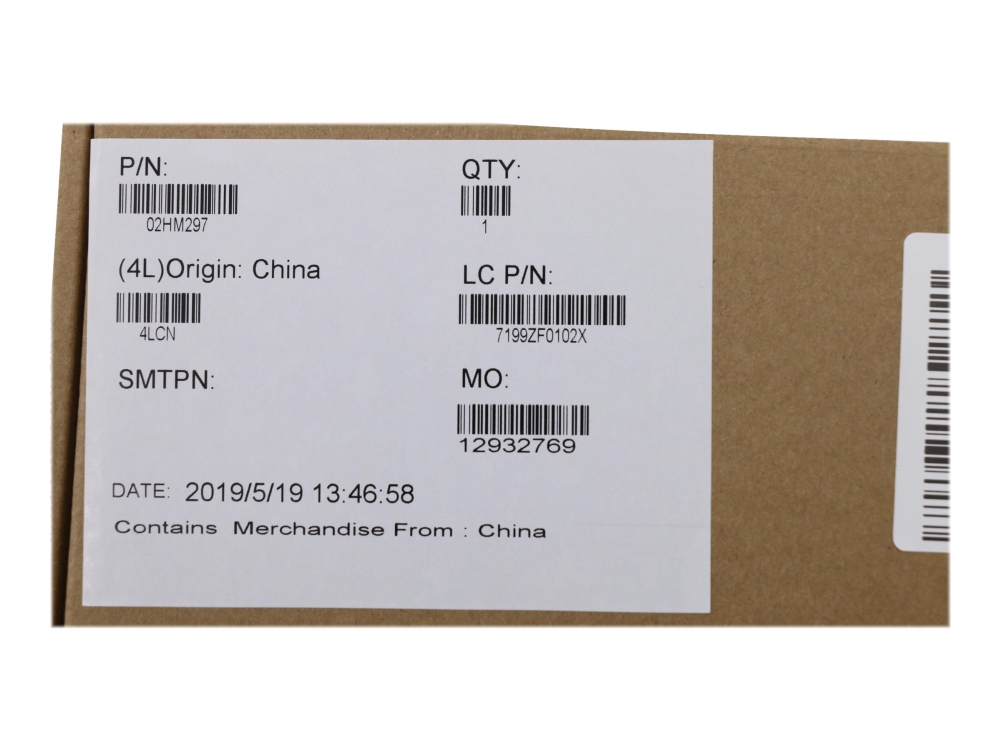 P/N:
02HM297
QTY:
1
(4L)Origin: China
4LCN
LC P/N:
7199ZF0102X
SMTPN:
MO:
12932769
DATE: 2019/5/19 13:46:58
Contains Merchandise From : China